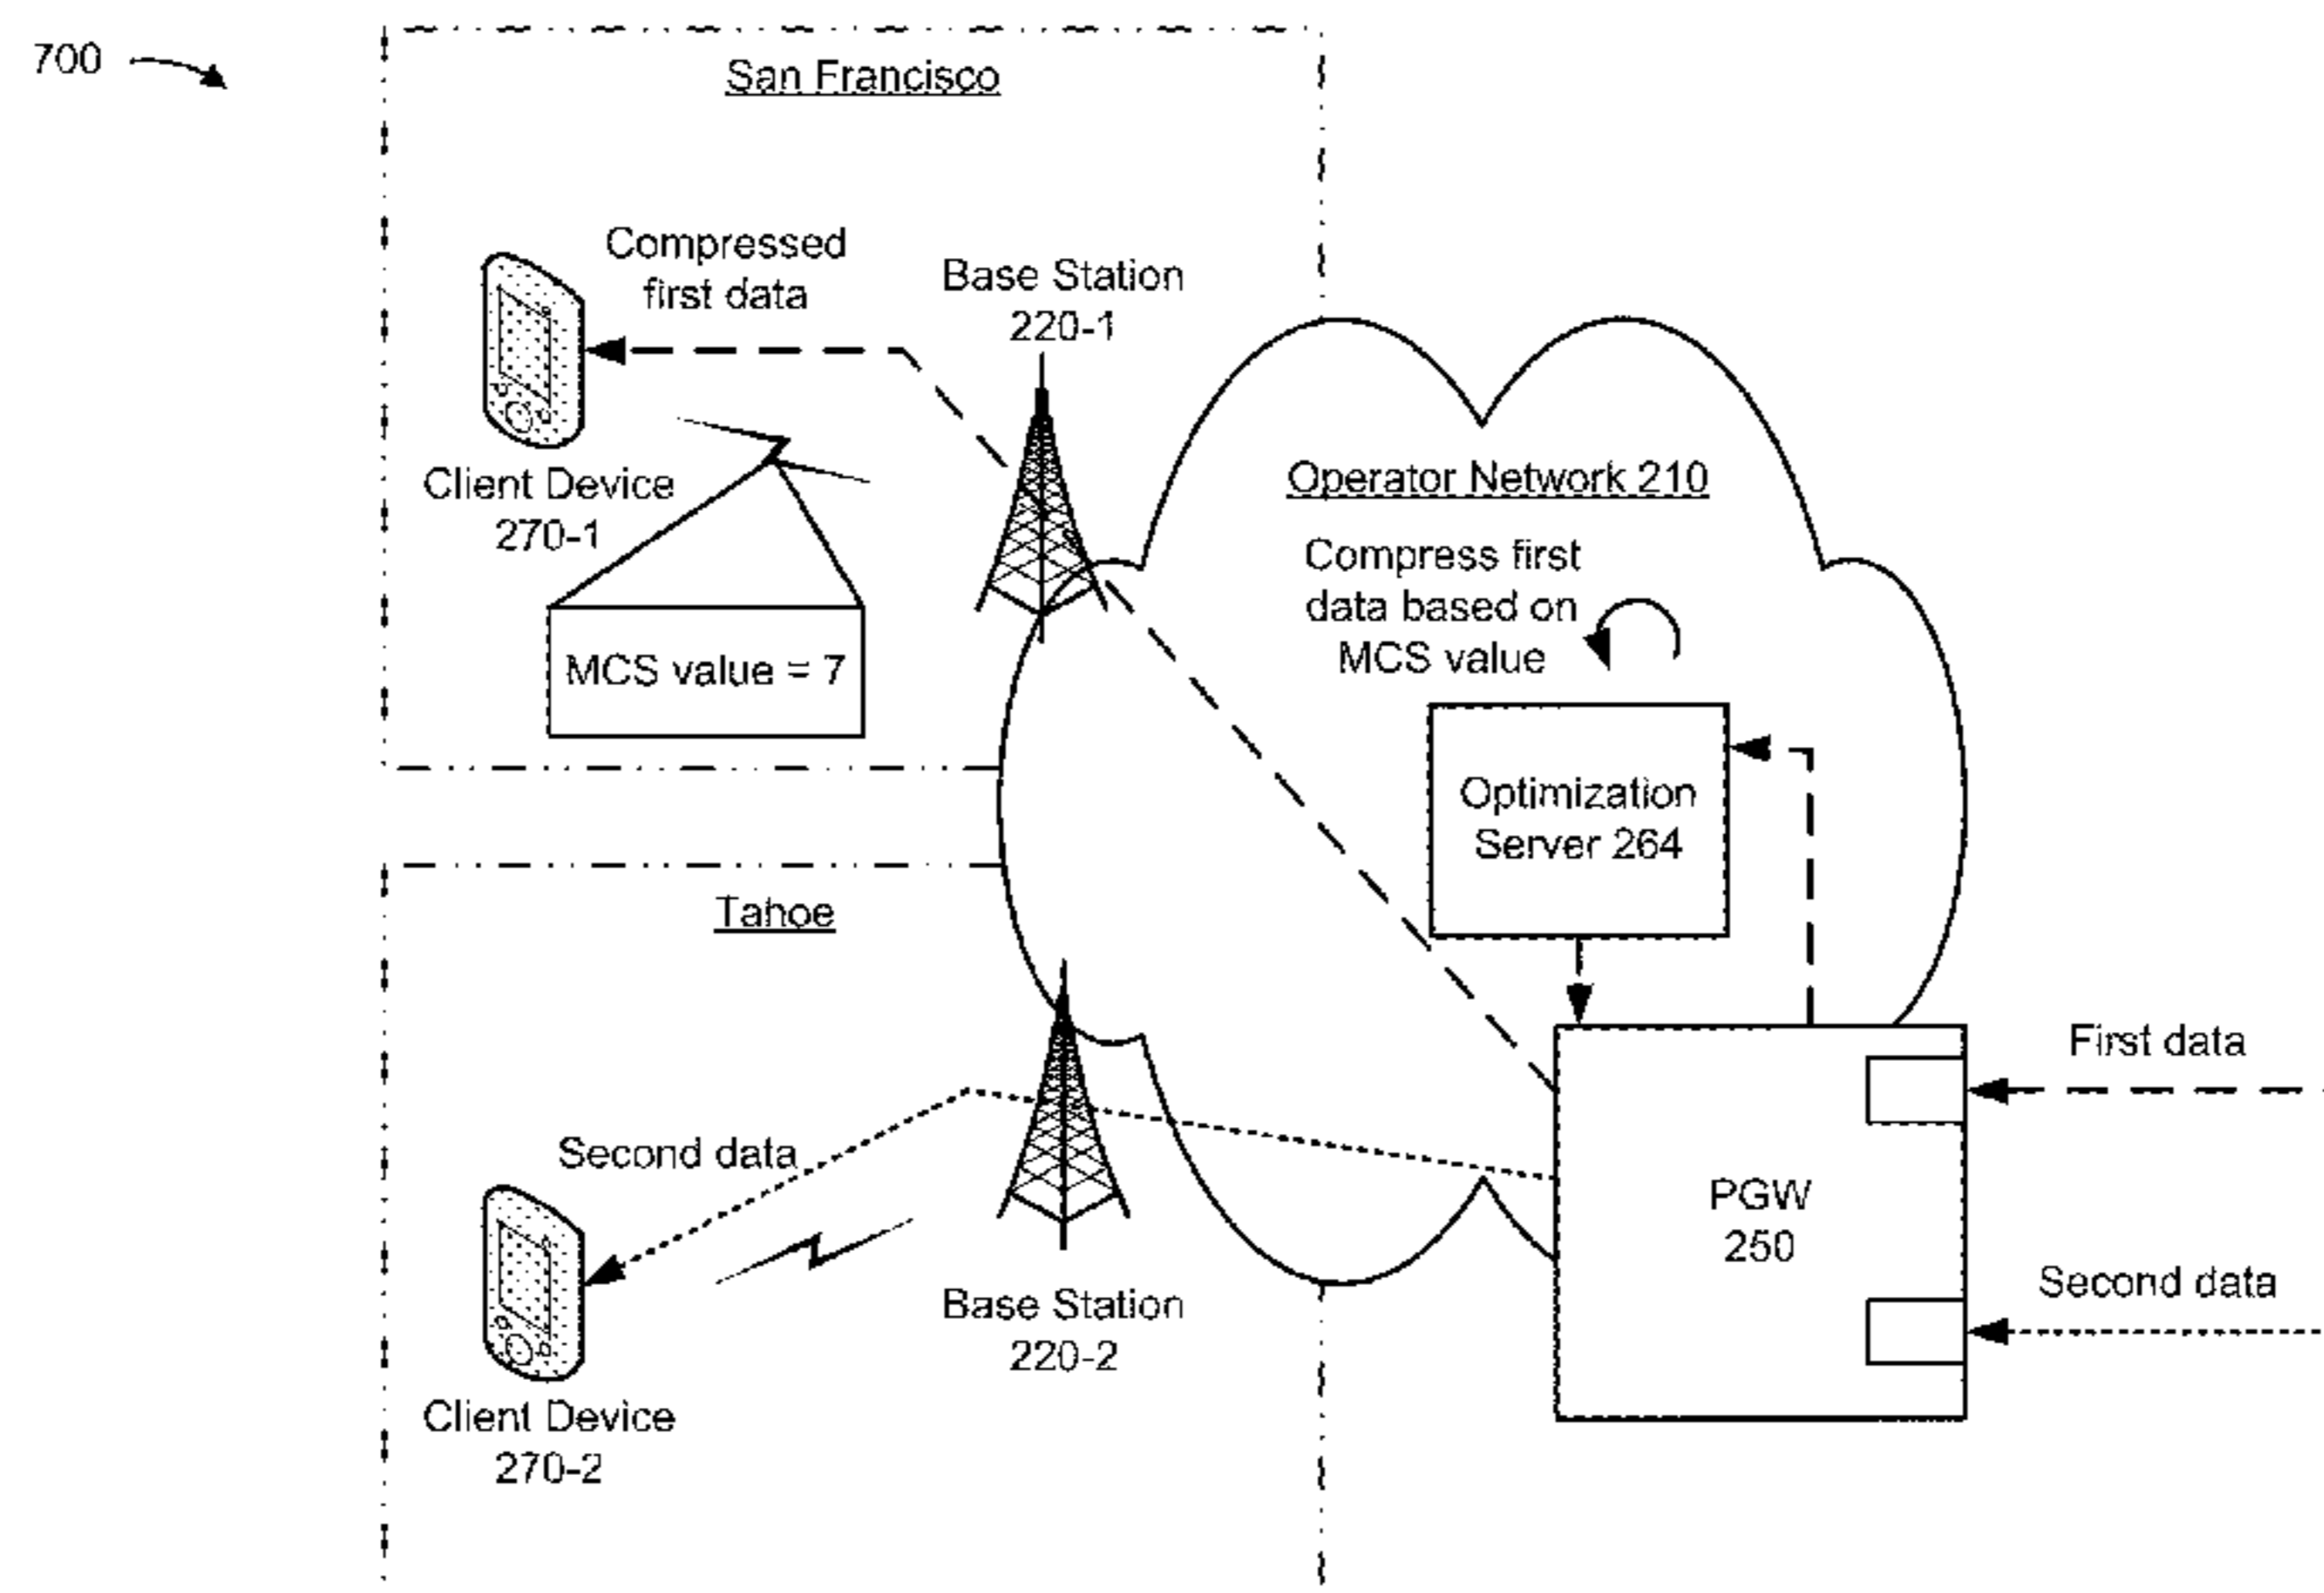 700
San Francisco
Compressed
first data
Base Station
220-1
Client Device
270-1
MCS value = 7
Operator Network 210
Compress first
data based on
MCS value
Optimization
Server 264
Tahoe
First data
Second data
PGW
250
Second data
Base Station
220-2
Client Device
270-2